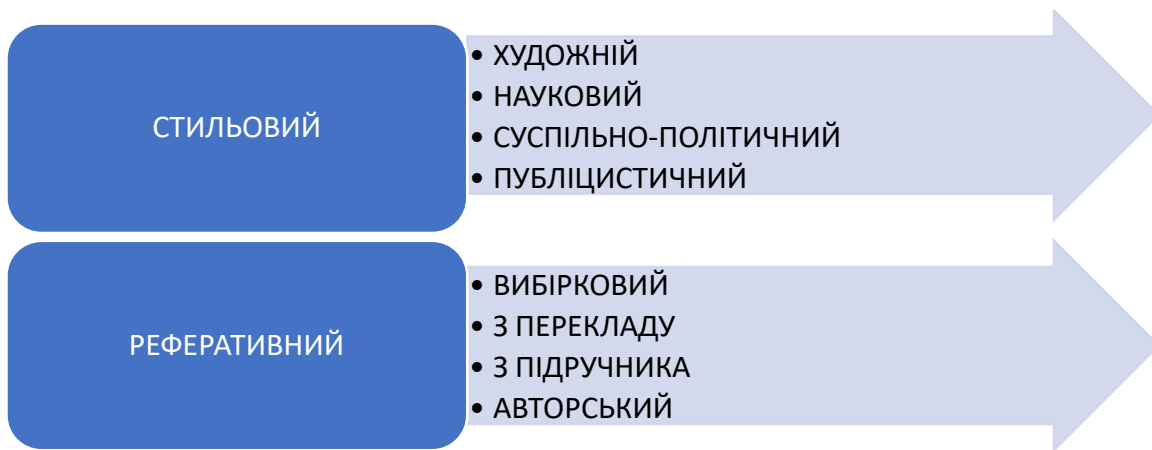 СТИЛЬОВИЙ
• ХУДОЖНІЙ
• НАУКОВИЙ
• СУСПІЛЬНО-ПОЛІТИЧНИЙ
• ПУБЛІЦИСТИЧНИЙ
РЕФЕРАТИВНИЙ
• ВИБІРКОВИЙ
• З ПЕРЕКЛАДУ
• З ПІДРУЧНИКА
• АВТОРСЬКИЙ